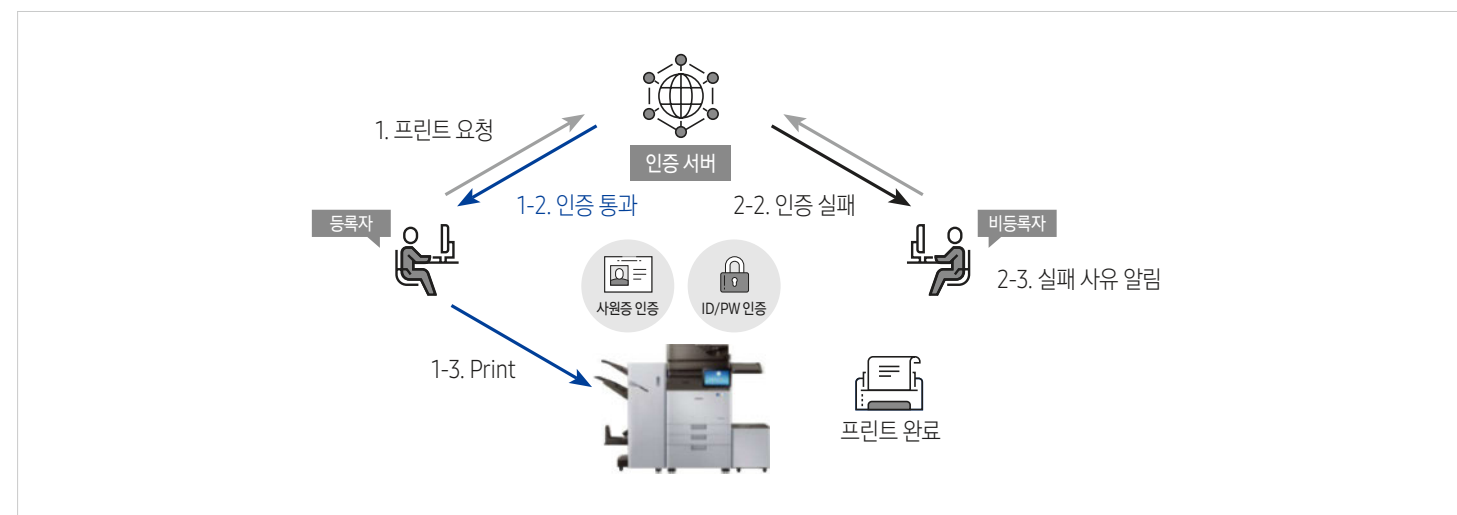 1. 프린트 요청
인증 서버
1-2. 인증 통과
2-2. 인증 실패
등록자
비등록자
2-3. 실패 사유 알림
사원증 인증
ID/PW 인증
1-3. Print
프린트 완료